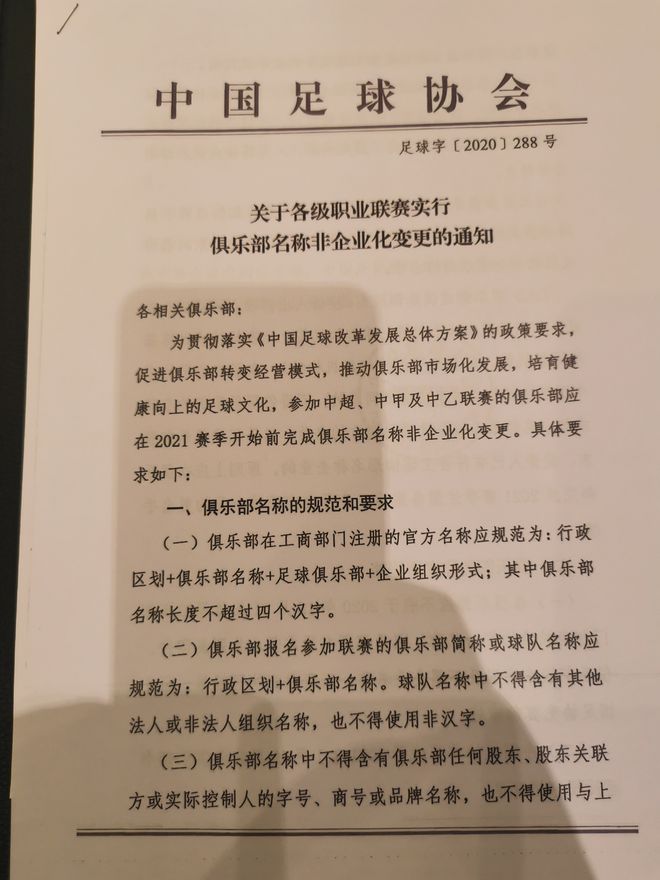 中国足球协会
足球字〔2020〕288号
关于各级职业联赛实行
俱乐部名称非企业化变更的通知
各相关俱乐部：
为贯彻落实《中国足球改革发展总体方案》的政策要求，
促进俱乐部转变经营模式，推动俱乐部市场化发展，培育健
康向上的足球文化，参加中超、中甲及中乙联赛的俱乐部应
在2021赛季开始前完成俱乐部名称非企业化变更。具体要
求如下：
一、俱乐部名称的规范和要求
（一）俱乐部在工商部门注册的官方名称应规范为：行政
区划+俱乐部名称+足球俱乐部+企业组织形式；其中俱乐部
名称长度不超过四个汉字。
（二）俱乐部报名参加联赛的俱乐部简称或球队名称应
规范为：行政区划+俱乐部名称。球队名称中不得含有其他
法人或非法人组织名称，也不得使用非汉字。
（三）俱乐部名称中不得含有俱乐部任何股东、股东关联
方或实际控制人的字号、商号或品牌名称，也不得使用与上